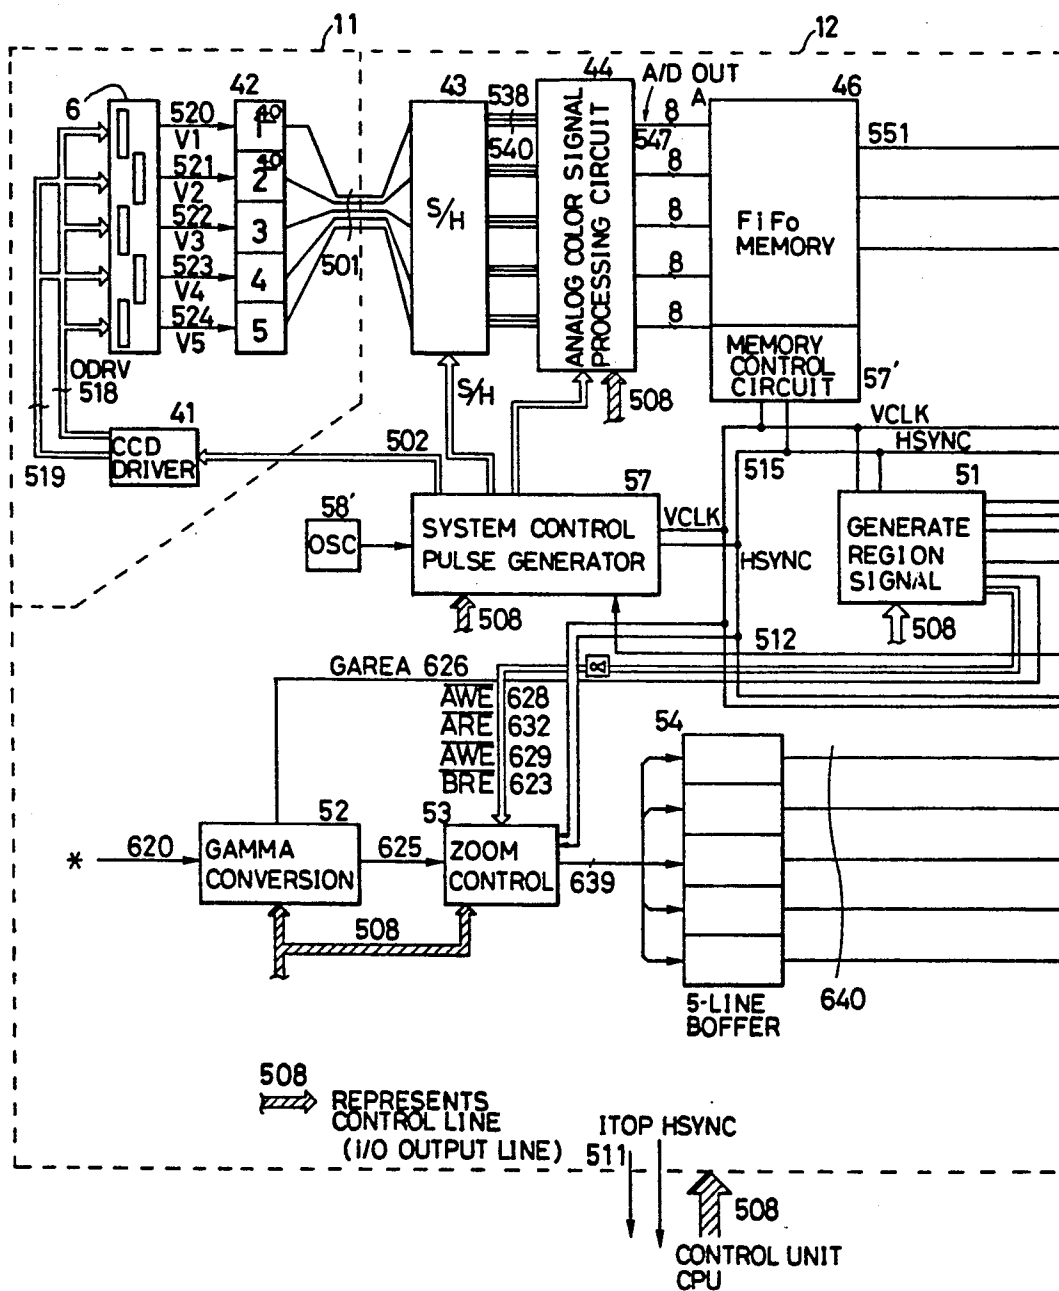 11
12
6
42
43
44
A/D OUT
A
46
520
V1
521
V2
522
V3
523
V4
524
V5
1
40
2
40
3
4
5
501
S/H
538
540
ANALOG COLOR SIGNAL
PROCESSING CIRCUIT
8
547
8
8
8
8
551
FiFo
MEMORY
MEMORY
CONTROL
CIRCUIT
57'
ODRV
518
519
41
CCD
DRIVER
502
S/H
508
VCLK
HSYNC
515
51
58'
OSC
57
SYSTEM CONTROL
PULSE GENERATOR
VCLK
HSYNC
GENERATE
REGION
SIGNAL
508
508
512
8
GAREA 626
AWE 628
ARE 632
AWE 629
BRE 623
54
*
620
52
GAMMA
CONVERSION
625
53
ZOOM
CONTROL
639
508
640
5-LINE
BOFFER
508
REPRESENTS
CONTROL LINE
(I/O OUTPUT LINE)
ITOP HSYNC
511
508
CONTROL UNIT
CPU